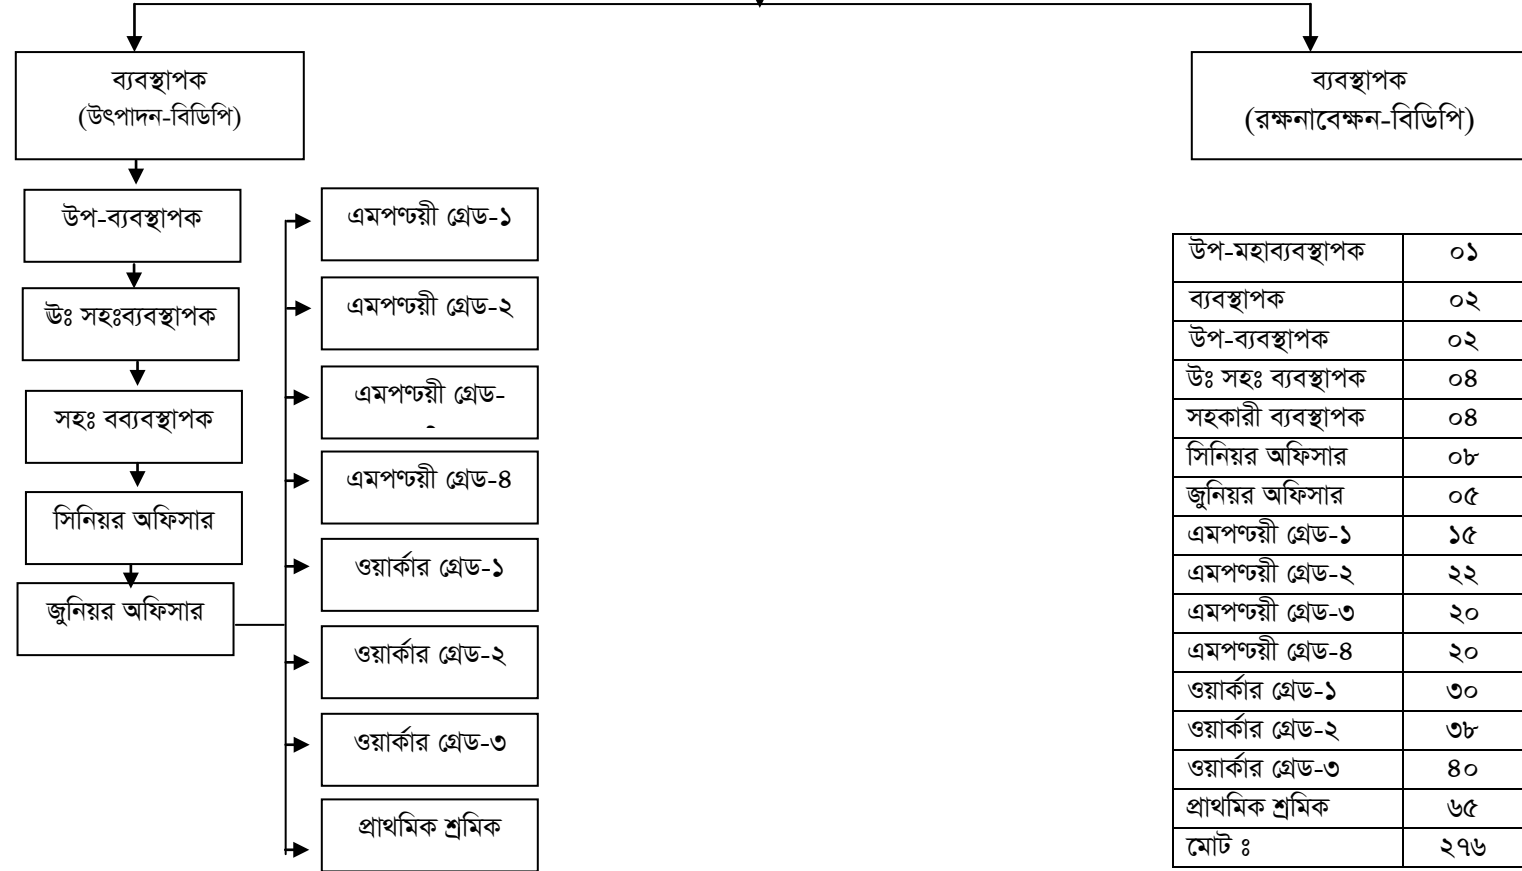 ব্যবস্থাপক
(উৎপাদন-বিডিপি)
ব্যবস্থাপক
(রক্ষনাবেক্ষন-বিডিপি)
উপ-ব্যবস্থাপক
ঊঃ সহঃব্যবস্থাপক
সহঃ বব্যবস্থাপক
সিনিয়র অফিসার
জুনিয়র অফিসার
এমপণ্ঢয়ী গ্রেড-১
এমপণ্ঢয়ী গ্রেড-২
এমপণ্ঢয়ী গ্রেড-
এমপণ্ঢয়ী গ্রেড-৪
ওয়ার্কার গ্রেড-১
ওয়ার্কার গ্রেড-২
ওয়ার্কার গ্রেড-৩
প্রাথমিক শ্রমিক
উপ-মহাব্যবস্থাপক ০১
ব্যবস্থাপক ০২
উপ-ব্যবস্থাপক ০২
উঃ সহঃ ব্যবস্থাপক ০৪
সহকারী ব্যবস্থাপক ০৪
সিনিয়র অফিসার ০৮
জুনিয়র অফিসার ০৫
এমপণ্ঢয়ী গ্রেড-১ ১৫
এমপণ্ঢয়ী গ্রেড-২ ২২
এমপণ্ঢয়ী গ্রেড-৩ ২০
এমপণ্ঢয়ী গ্রেড-৪ ২০
ওয়ার্কার গ্রেড-১ ৩০
ওয়ার্কার গ্রেড-২ ৩৮
ওয়ার্কার গ্রেড-৩ ৪০
প্রাথমিক শ্রমিক ৬৫
মোট ঃ ২৭৬